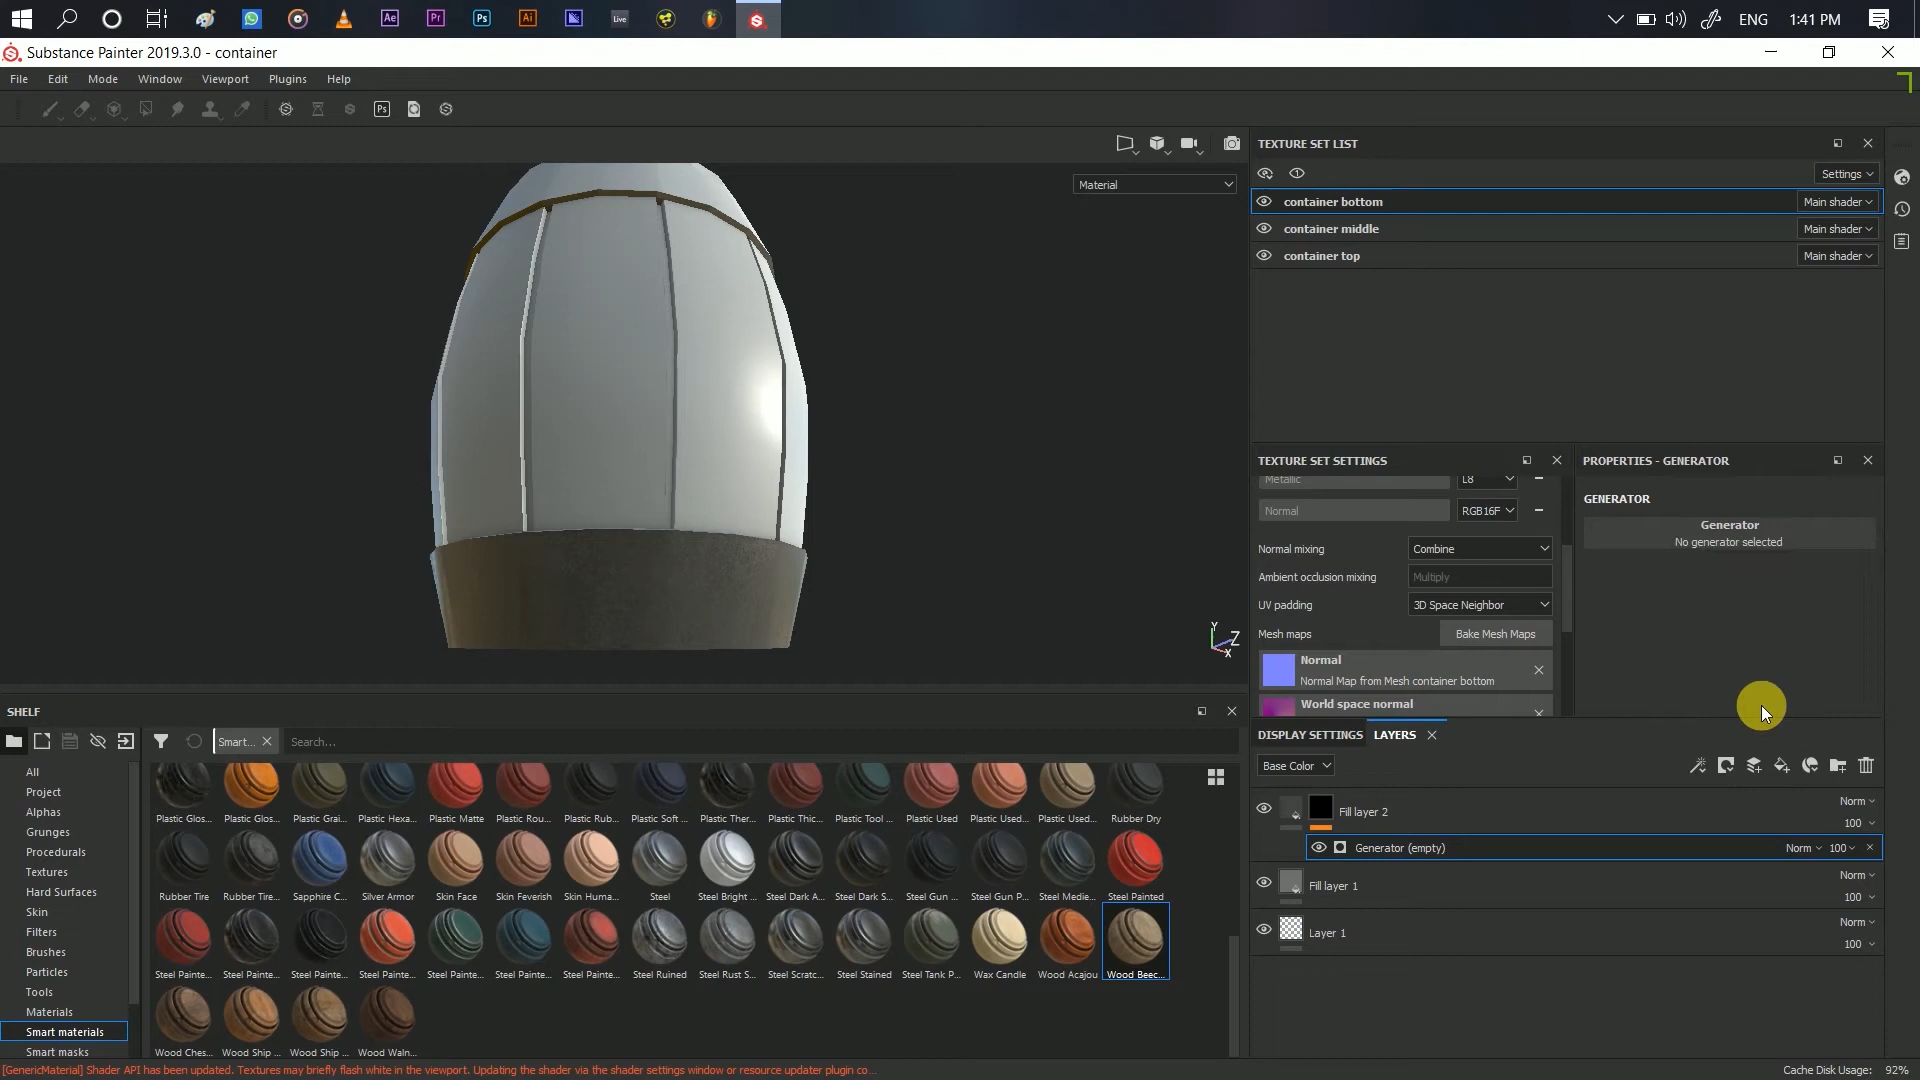 Ae
Pr
Ps
Ai
Live
ENG
1:41 PM
Substance Painter 2019.3.0 - container
File Edit Mode Window Viewport Plugins Help
Ps
Material
TEXTURE SET LIST
Settings
container bottom Main shader
container middle Main shader
container top Main shader
TEXTURE SET SETTINGS
Metallic L8
Normal RGB16F
Normal mixing Combine
Ambient occlusion mixing Multiply
UV padding 3D Space Neighbor
Mesh maps Bake Mesh Maps
Normal
Normal Map from Mesh container bottom
World space normal
PROPERTIES - GENERATOR
GENERATOR
Generator
No generator selected
Y
Z
X
SHELF
Smart...
Search...
All
Project
Alphas
Grunges
Procedurals
Textures
Hard Surfaces
Skin
Filters
Brushes
Particles
Tools
Materials
Smart materials
Smart masks
Plastic Glos... Plastic Glos... Plastic Grai... Plastic Hexa... Plastic Matte Plastic Rou... Plastic Rub... Plastic Soft ... Plastic Ther... Plastic Thic... Plastic Tool ... Plastic Used Plastic Used... Plastic Used... Rubber Dry
Rubber Tire Rubber Tire... Sapphire C... Silver Armor Skin Face Skin Feverish Skin Huma... Steel Steel Bright ... Steel Dark A... Steel Dark S... Steel Gun ... Steel Gun P... Steel Medie... Steel Painted
Steel Painte... Steel Painte... Steel Painte... Steel Painte... Steel Painte... Steel Painte... Steel Painte... Steel Ruined Steel Rust S... Steel Scratc... Steel Stained Steel Tank P... Wax Candle Wood Acajou Wood Beec...
Wood Ches... Wood Ship ... Wood Ship ... Wood Waln...
DISPLAY SETTINGS LAYERS
Base Color
Fill layer 2 Norm
100
Generator (empty) Norm 100
Fill layer 1 Norm
100
Layer 1 Norm
100
[GenericMaterial] Shader API has been updated. Textures may briefly flash white in the viewport. Updating the shader via the shader settings window or resource updater plugin co...
Cache Disk Usage: 92%